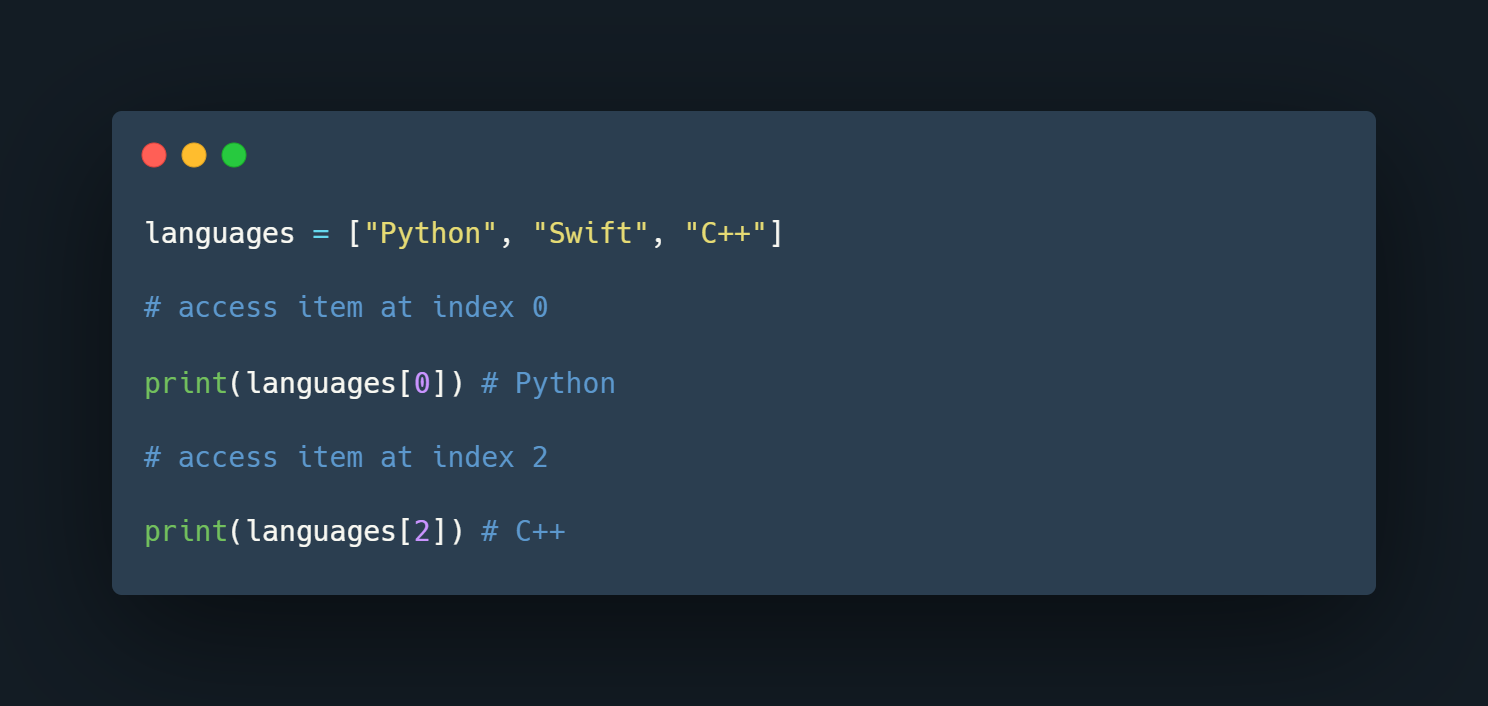 languages = ["Python", "Swift", "C++"]
# access item at index 0
print(languages[0]) # Python
# access item at index 2
print(languages[2]) # C++